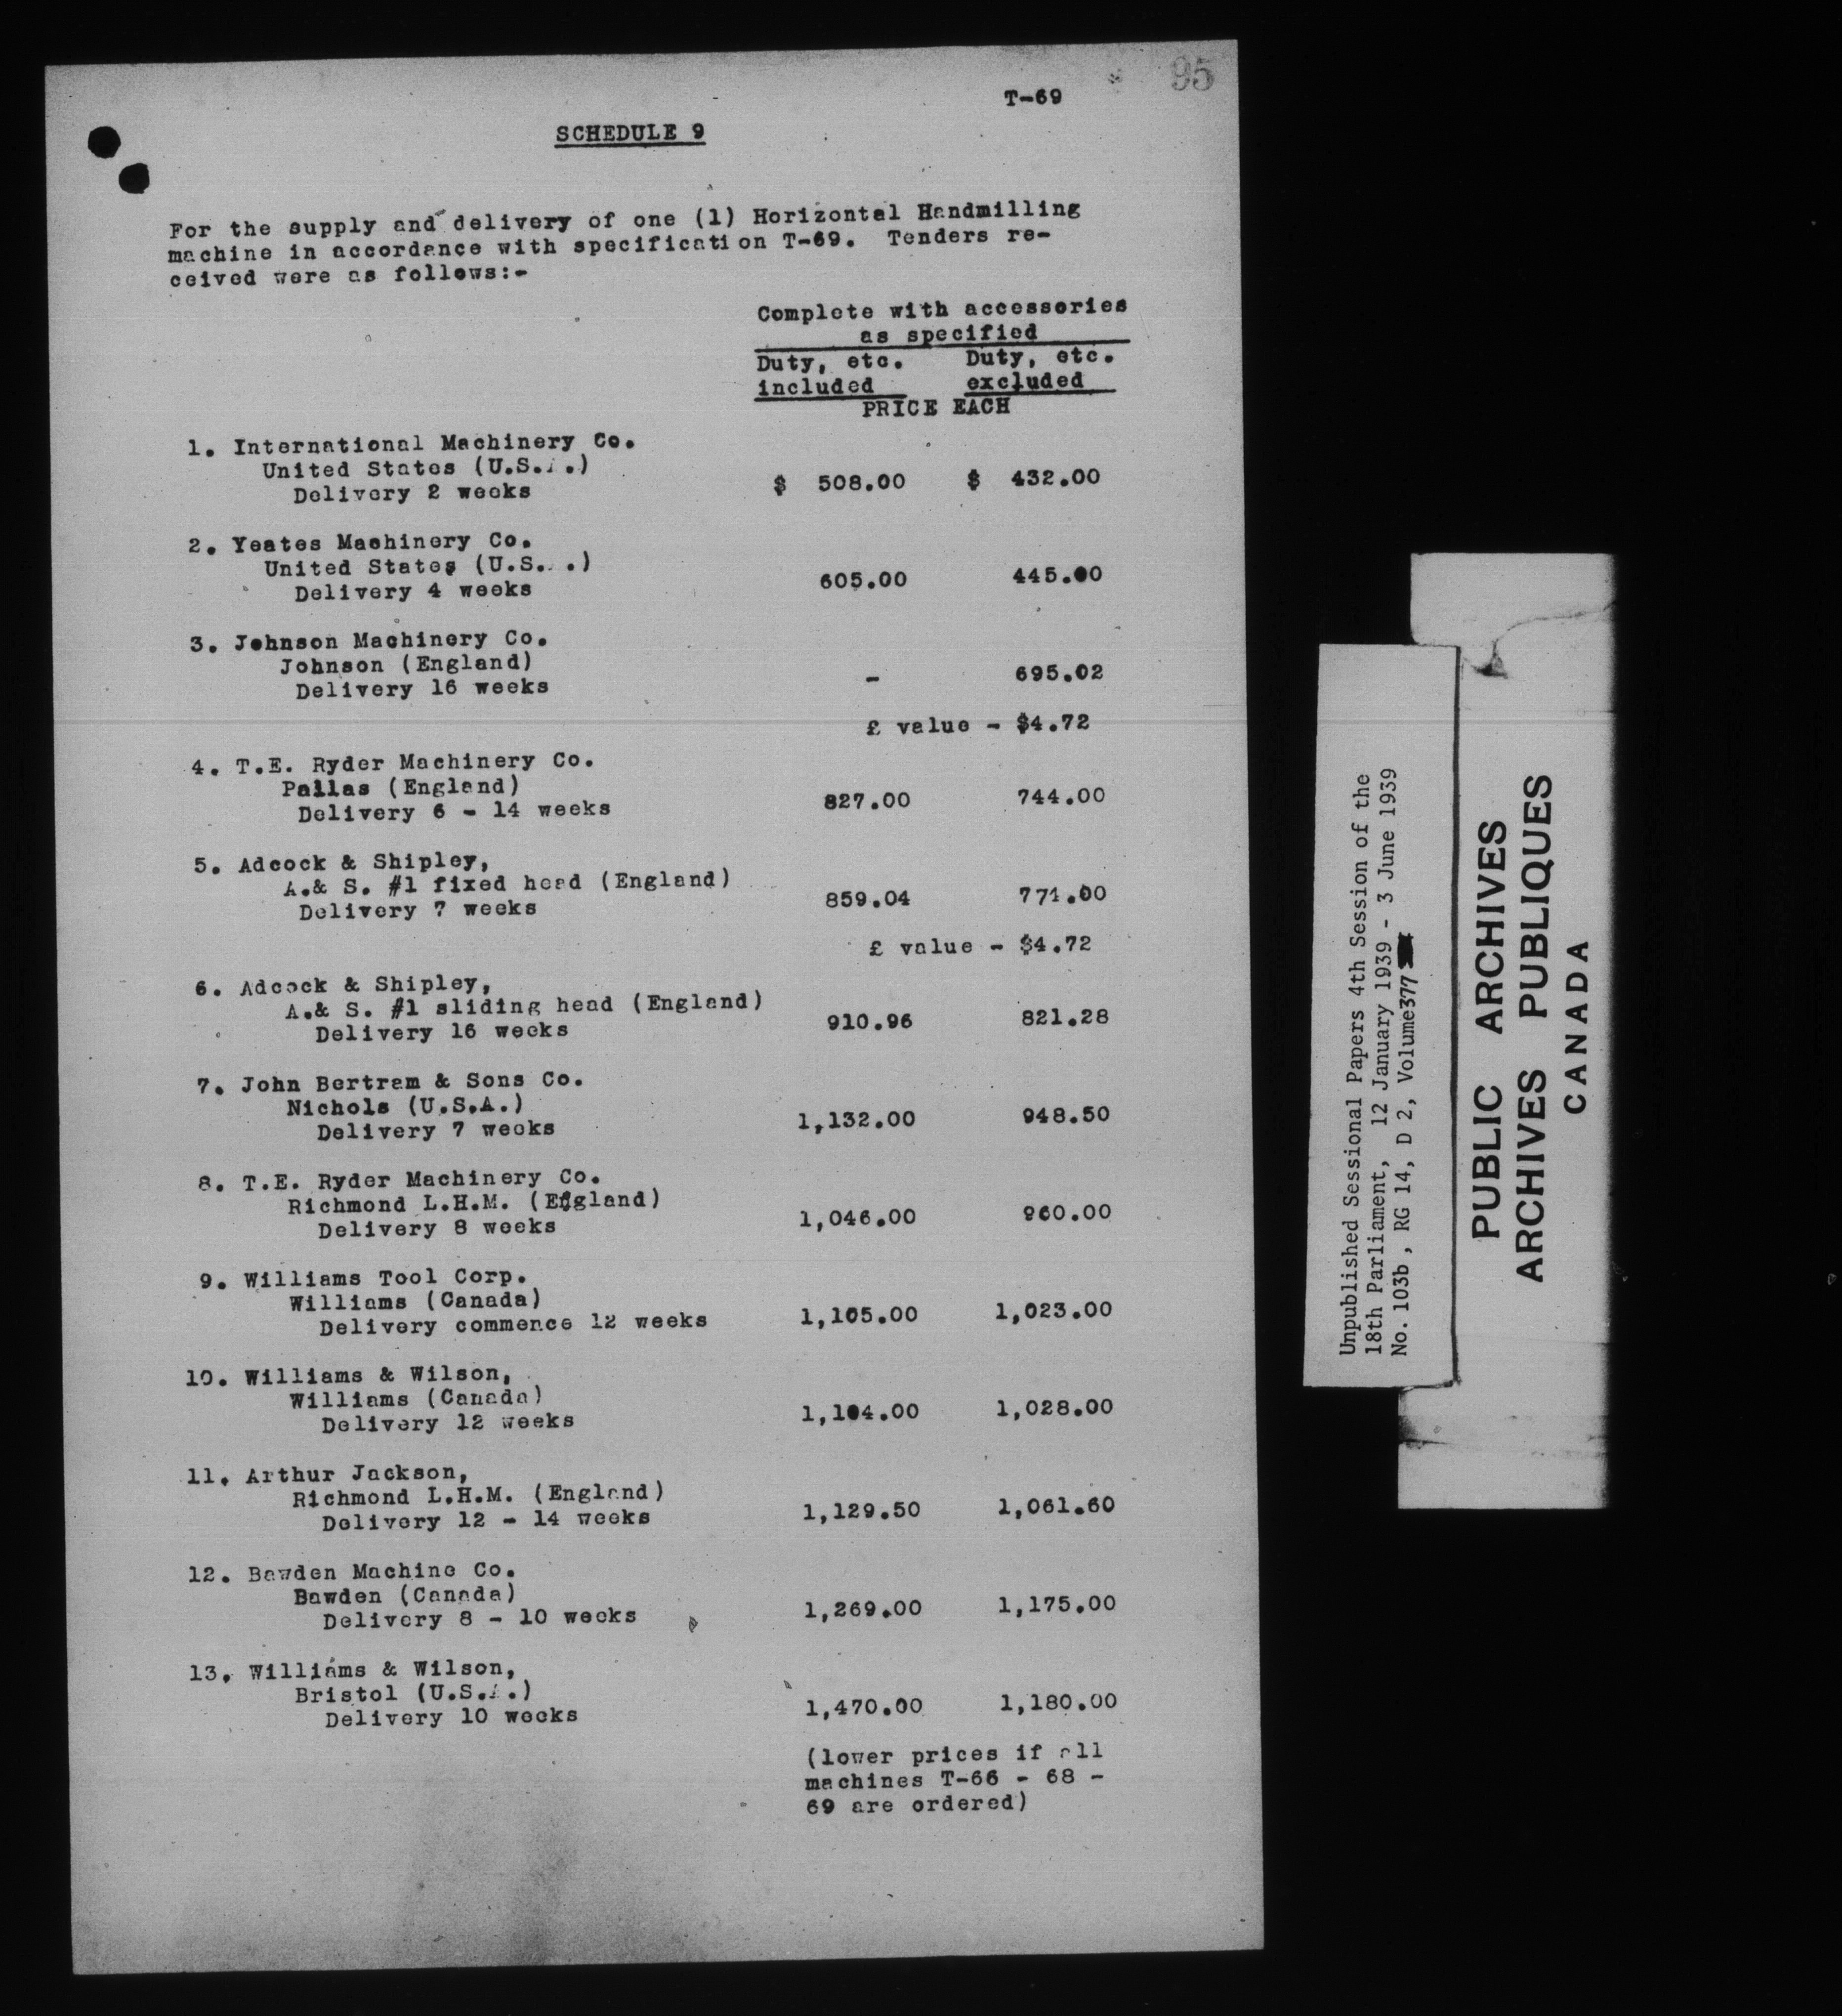 95
T-69
SCHEDULE 9
For the supply and delivery of one (1) Horizontal Handmilling
machine in accordance with specification T-69. Tenders re-
ceived were as follows:-
Complete with accessories
as specified
Duty, etc. Duty, etc.
included excluded
PRICE EACH
1. International Machinery Co.
United States (U.S.A.)
Delivery 2 weeks
$ 508.00 $ 432.00
2. Yeates Machinery Co.
United States (U.S. .)
Delivery 4 weeks
605.00 445.00
3. Johnson Machinery Co.
Johnson (England)
Delivery 16 weeks
- 695.02
£ value - $4.72
4. T.E. Ryder Machinery Co.
Pallas (England)
Delivery 6 - 14 weeks
827.00 744.00
5. Adcock & Shipley,
A.& S. #1 fixed head (England)
Delivery 7 weeks
859.04 771.00
£ value - $4.72
6. Adcock & Shipley,
A.& S. #1 sliding head (England)
Delivery 16 weeks
910.96 821.28
7. John Bertram & Sons Co.
Nichols (U.S.A.)
Delivery 7 weeks
1,132.00 948.50
8. T.E. Ryder Machinery Co.
Richmond L.H.M. (England)
Delivery 8 weeks
1,046.00 960.00
9. Williams Tool Corp.
Williams (Canada)
Delivery commence 12 weeks
1,105.00 1,023.00
10. Williams & Wilson,
Williams (Canada)
Delivery 12 weeks
1,104.00 1,028.00
11. Arthur Jackson,
Richmond L.H.M. (England)
Delivery 12 - 14 weeks
1,129.50 1,061.60
12. Bawden Machine Co.
Bawden (Canada)
Delivery 8 - 10 weeks
1,269.00 1,175.00
13. Williams & Wilson,
Bristol (U.S.A.)
Delivery 10 weeks
1,470.00 1,180.00
(lower prices if all
machines T-66 - 68 -
69 are ordered)
Unpublished Sessional Papers 4th Session of the
18th Parliament, 12 January 1939 - 3 June 1939
No. 103b, RG 14, D 2, Volume 377
PUBLIC ARCHIVES
ARCHIVES PUBLIQUES
CANADA